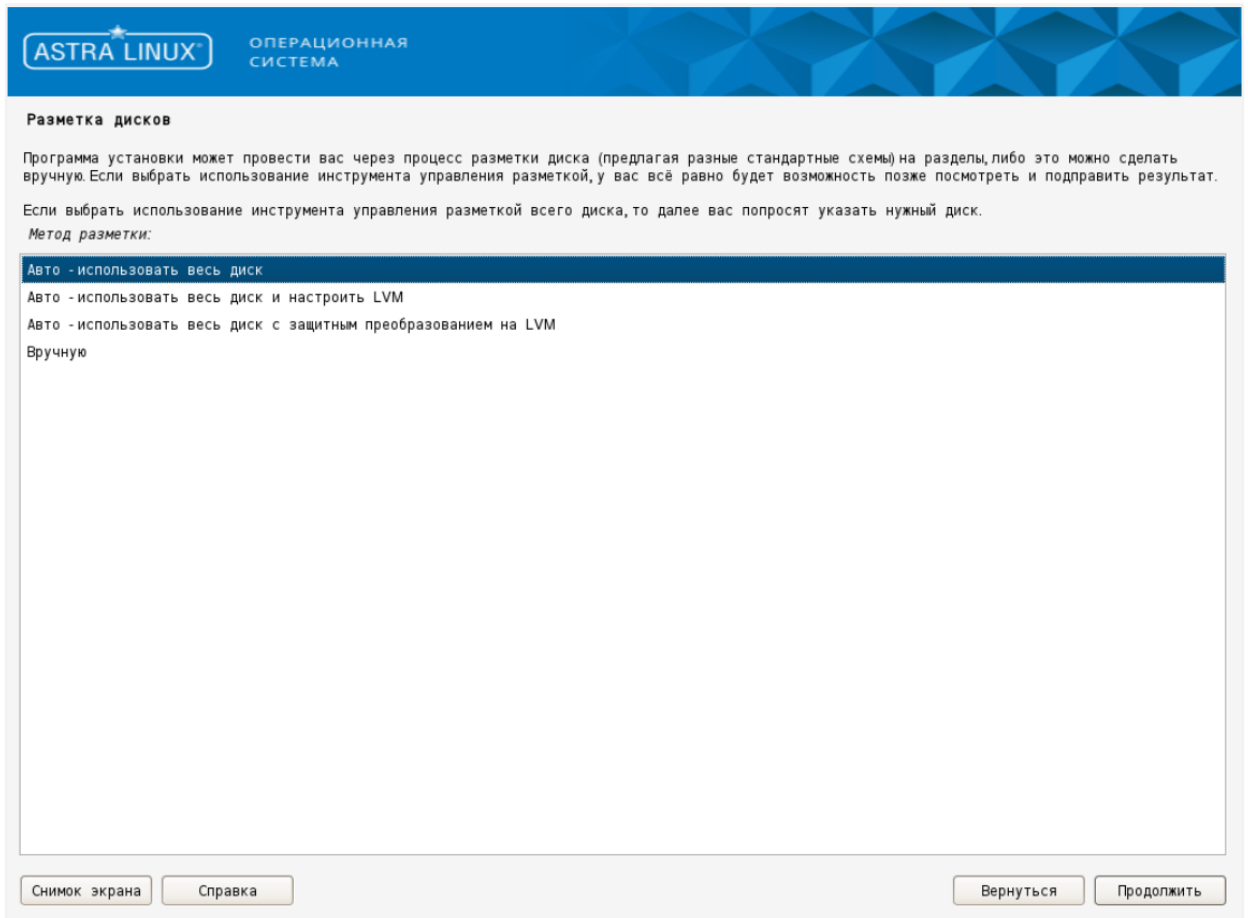 ASTRA LINUX®
ОПЕРАЦИОННАЯ
СИСТЕМА
Разметка дисков
Программа установки может провести вас через процесс разметки диска (предлагая разные стандартные схемы) на разделы, либо это можно сделать
вручную. Если выбрать использование инструмента управления разметкой, у вас всё равно будет возможность позже посмотреть и подправить результат.
Если выбрать использование инструмента управления разметкой всего диска, то далее вас попросят указать нужный диск.
Метод разметки:
Авто - использовать весь диск
Авто - использовать весь диск и настроить LVM
Авто - использовать весь диск с защитным преобразованием на LVM
Вручную
Снимок экрана
Справка
Вернуться
Продолжить